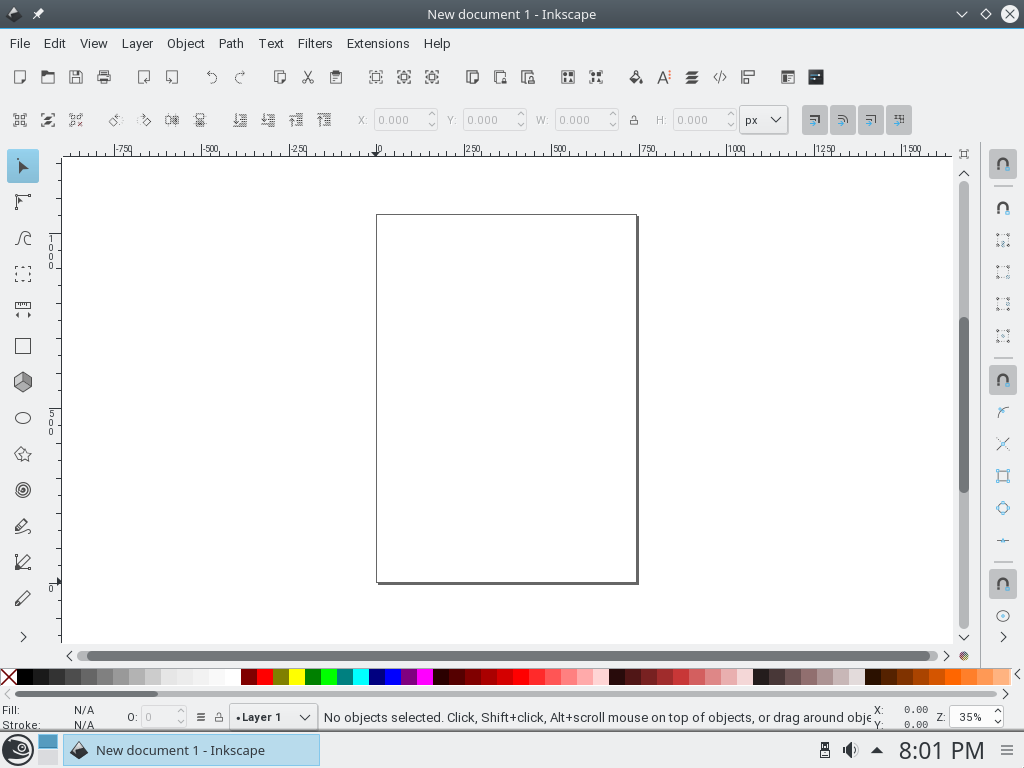 New document 1 - Inkscape
File Edit View Layer Object Path Text Filters Extensions Help
X: 0.000 Y: 0.000 W: 0.000 H: 0.000 px
-750 -500 -250 0 250 500 750 1000 1250 1500
1000
500
0
Fill: N/A
Stroke: N/A
O: 0
•Layer 1
No objects selected. Click, Shift+click, Alt+scroll mouse on top of objects, or drag around obje
X: 0.00
Y: 0.00
Z: 35%
New document 1 - Inkscape
8:01 PM